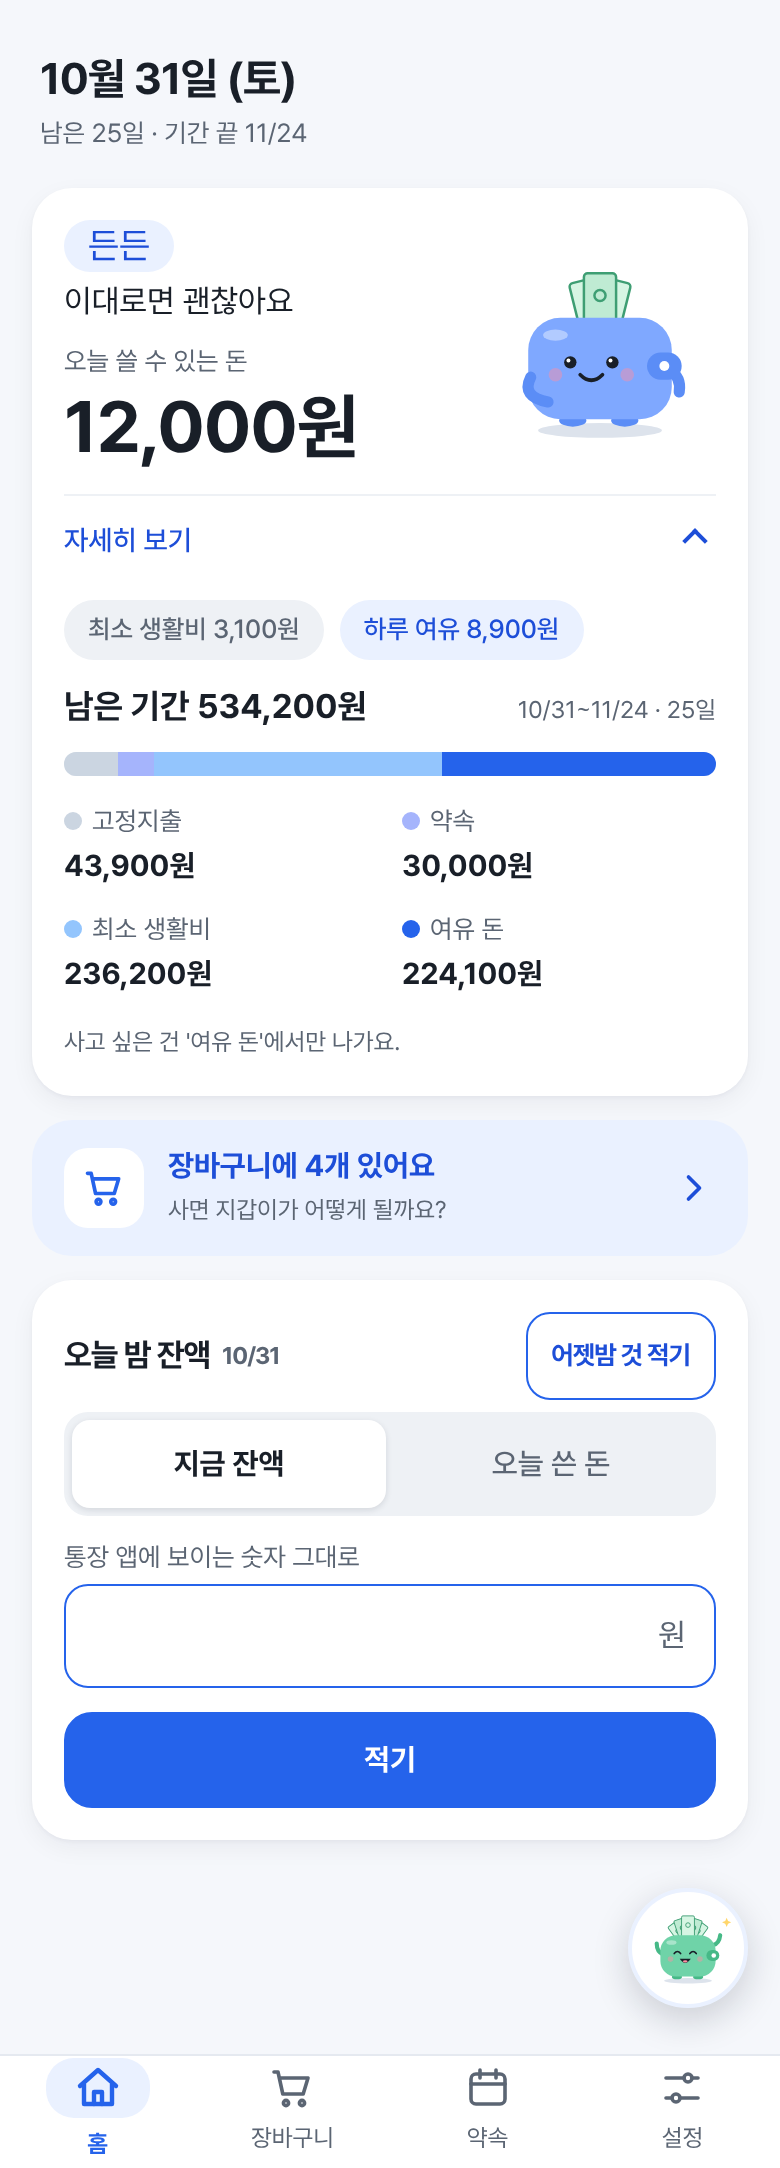 10월 31일 (토)
남은 25일 · 기간 끝 11/24
든든
이대로면 괜찮아요
오늘 쓸 수 있는 돈
12,000원
자세히 보기
최소 생활비 3,100원
하루 여유 8,900원
남은 기간 534,200원
10/31~11/24 · 25일
고정지출
43,900원
약속
30,000원
최소 생활비
236,200원
여유 돈
224,100원
사고 싶은 건 '여유 돈'에서만 나가요.
장바구니에 4개 있어요
사면 지갑이가 어떻게 될까요?
오늘 밤 잔액 10/31
어젯밤 것 적기
지금 잔액
오늘 쓴 돈
통장 앱에 보이는 숫자 그대로
원
적기
홈
장바구니
약속
설정